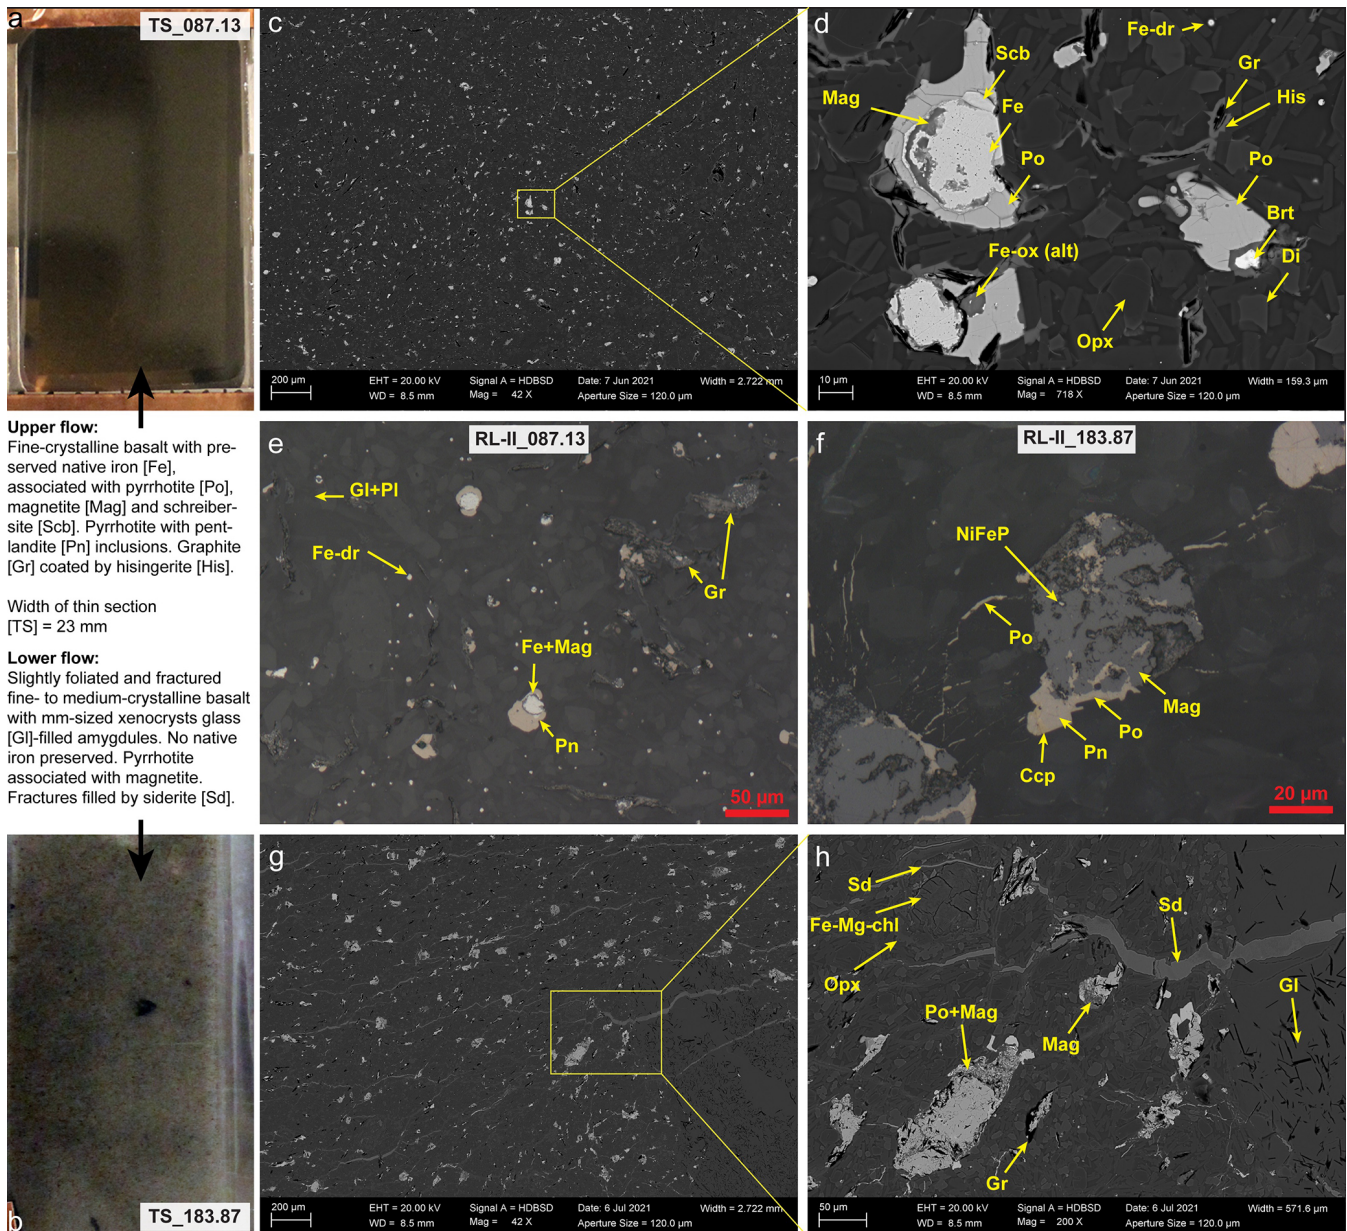 a
TS_087.13
Upper flow:
Fine-crystalline basalt with pre-
served native iron [Fe],
associated with pyrrhotite [Po],
magnetite [Mag] and schreiber-
site [Scb]. Pyrrhotite with pent-
landite [Pn] inclusions. Graphite
[Gr] coated by hisingerite [His].
Width of thin section
[TS] = 23 mm
Lower flow:
Slightly foliated and fractured
fine- to medium-crystalline basalt
with mm-sized xenocrysts glass
[Gl]-filled amygdules. No native
iron preserved. Pyrrhotite
associated with magnetite.
Fractures filled by siderite [Sd].
b
TS_183.87
c
200 µm
EHT = 20.00 kV
WD = 8.5 mm
Signal A = HDBSD
Mag = 42 X
Date: 7 Jun 2021
Aperture Size = 120.0 µm
Width = 2.722 mm
d
Fe-dr
Scb
Gr
Mag
His
Fe
Po
Po
Brt
Fe-ox (alt)
Di
Opx
10 µm
EHT = 20.00 kV
WD = 8.5 mm
Signal A = HDBSD
Mag = 718 X
Date: 7 Jun 2021
Aperture Size = 120.0 µm
Width = 159.3 µm
e
RL-II_087.13
Gl+Pl
Fe-dr
Gr
Fe+Mag
Pn
50 µm
f
RL-II_183.87
NiFeP
Po
Mag
Po
Pn
Ccp
20 µm
g
200 µm
EHT = 20.00 kV
WD = 8.5 mm
Signal A = HDBSD
Mag = 42 X
Date: 6 Jul 2021
Aperture Size = 120.0 µm
Width = 2.722 mm
h
Sd
Sd
Fe-Mg-chl
Opx
Gl
Po+Mag
Mag
Gr
50 µm
EHT = 20.00 kV
WD = 8.5 mm
Signal A = HDBSD
Mag = 200 X
Date: 6 Jul 2021
Aperture Size = 120.0 µm
Width = 571.6 µm